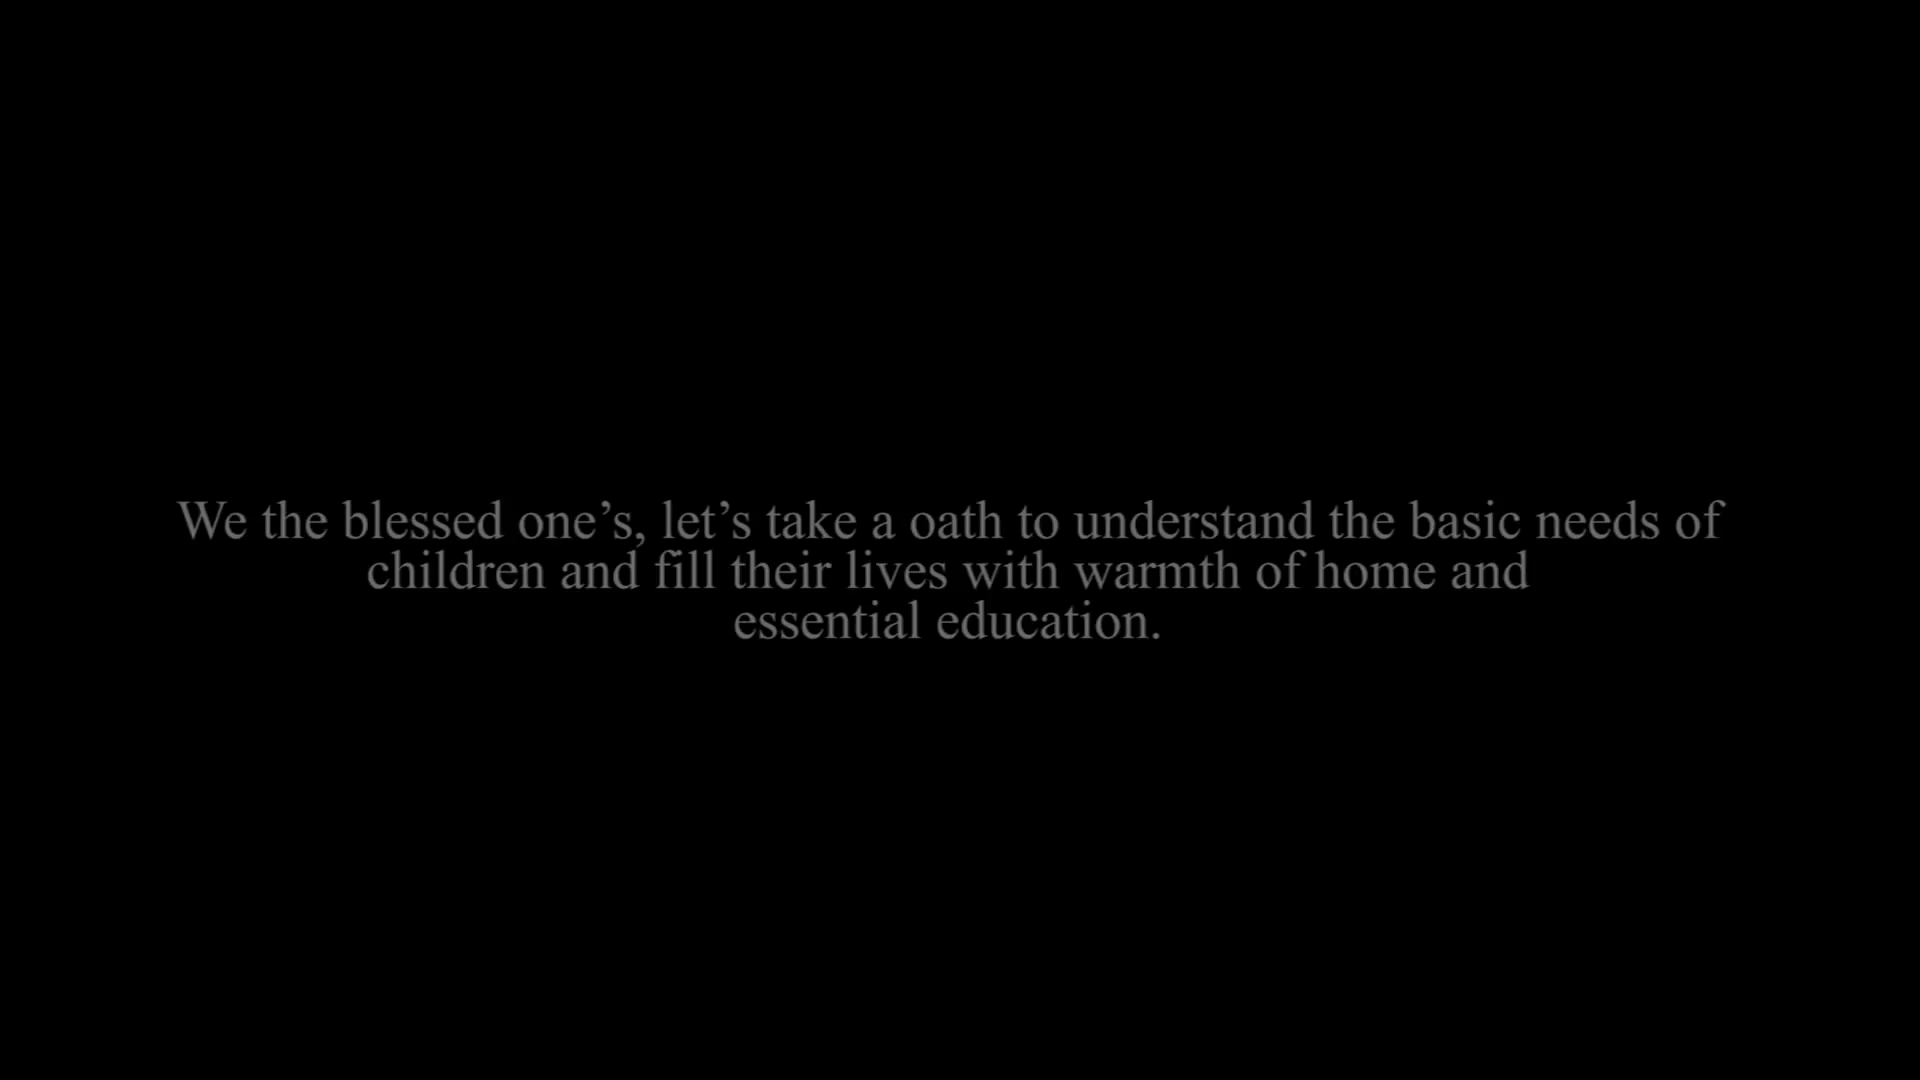 We the blessed one’s, let’s take a oath to understand the basic needs of
children and fill their lives with warmth of home and
essential education.